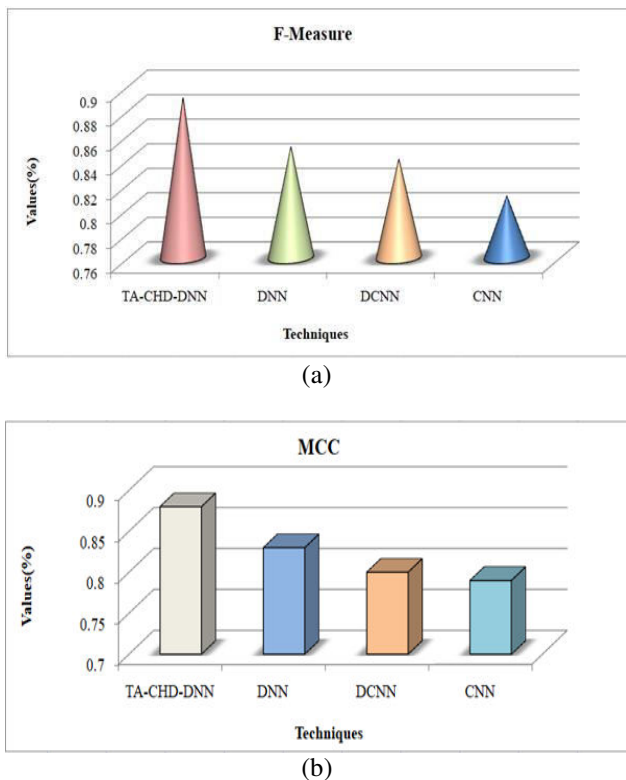 F-Measure
0.9
0.88
0.86
0.84
0.82
0.8
0.78
0.76
Values(%)
TA-CHD-DNN DNN DCNN CNN
Techniques
(a)
MCC
0.9
0.85
0.8
0.75
0.7
Values(%)
TA-CHD-DNN DNN DCNN CNN
Techniques
(b)